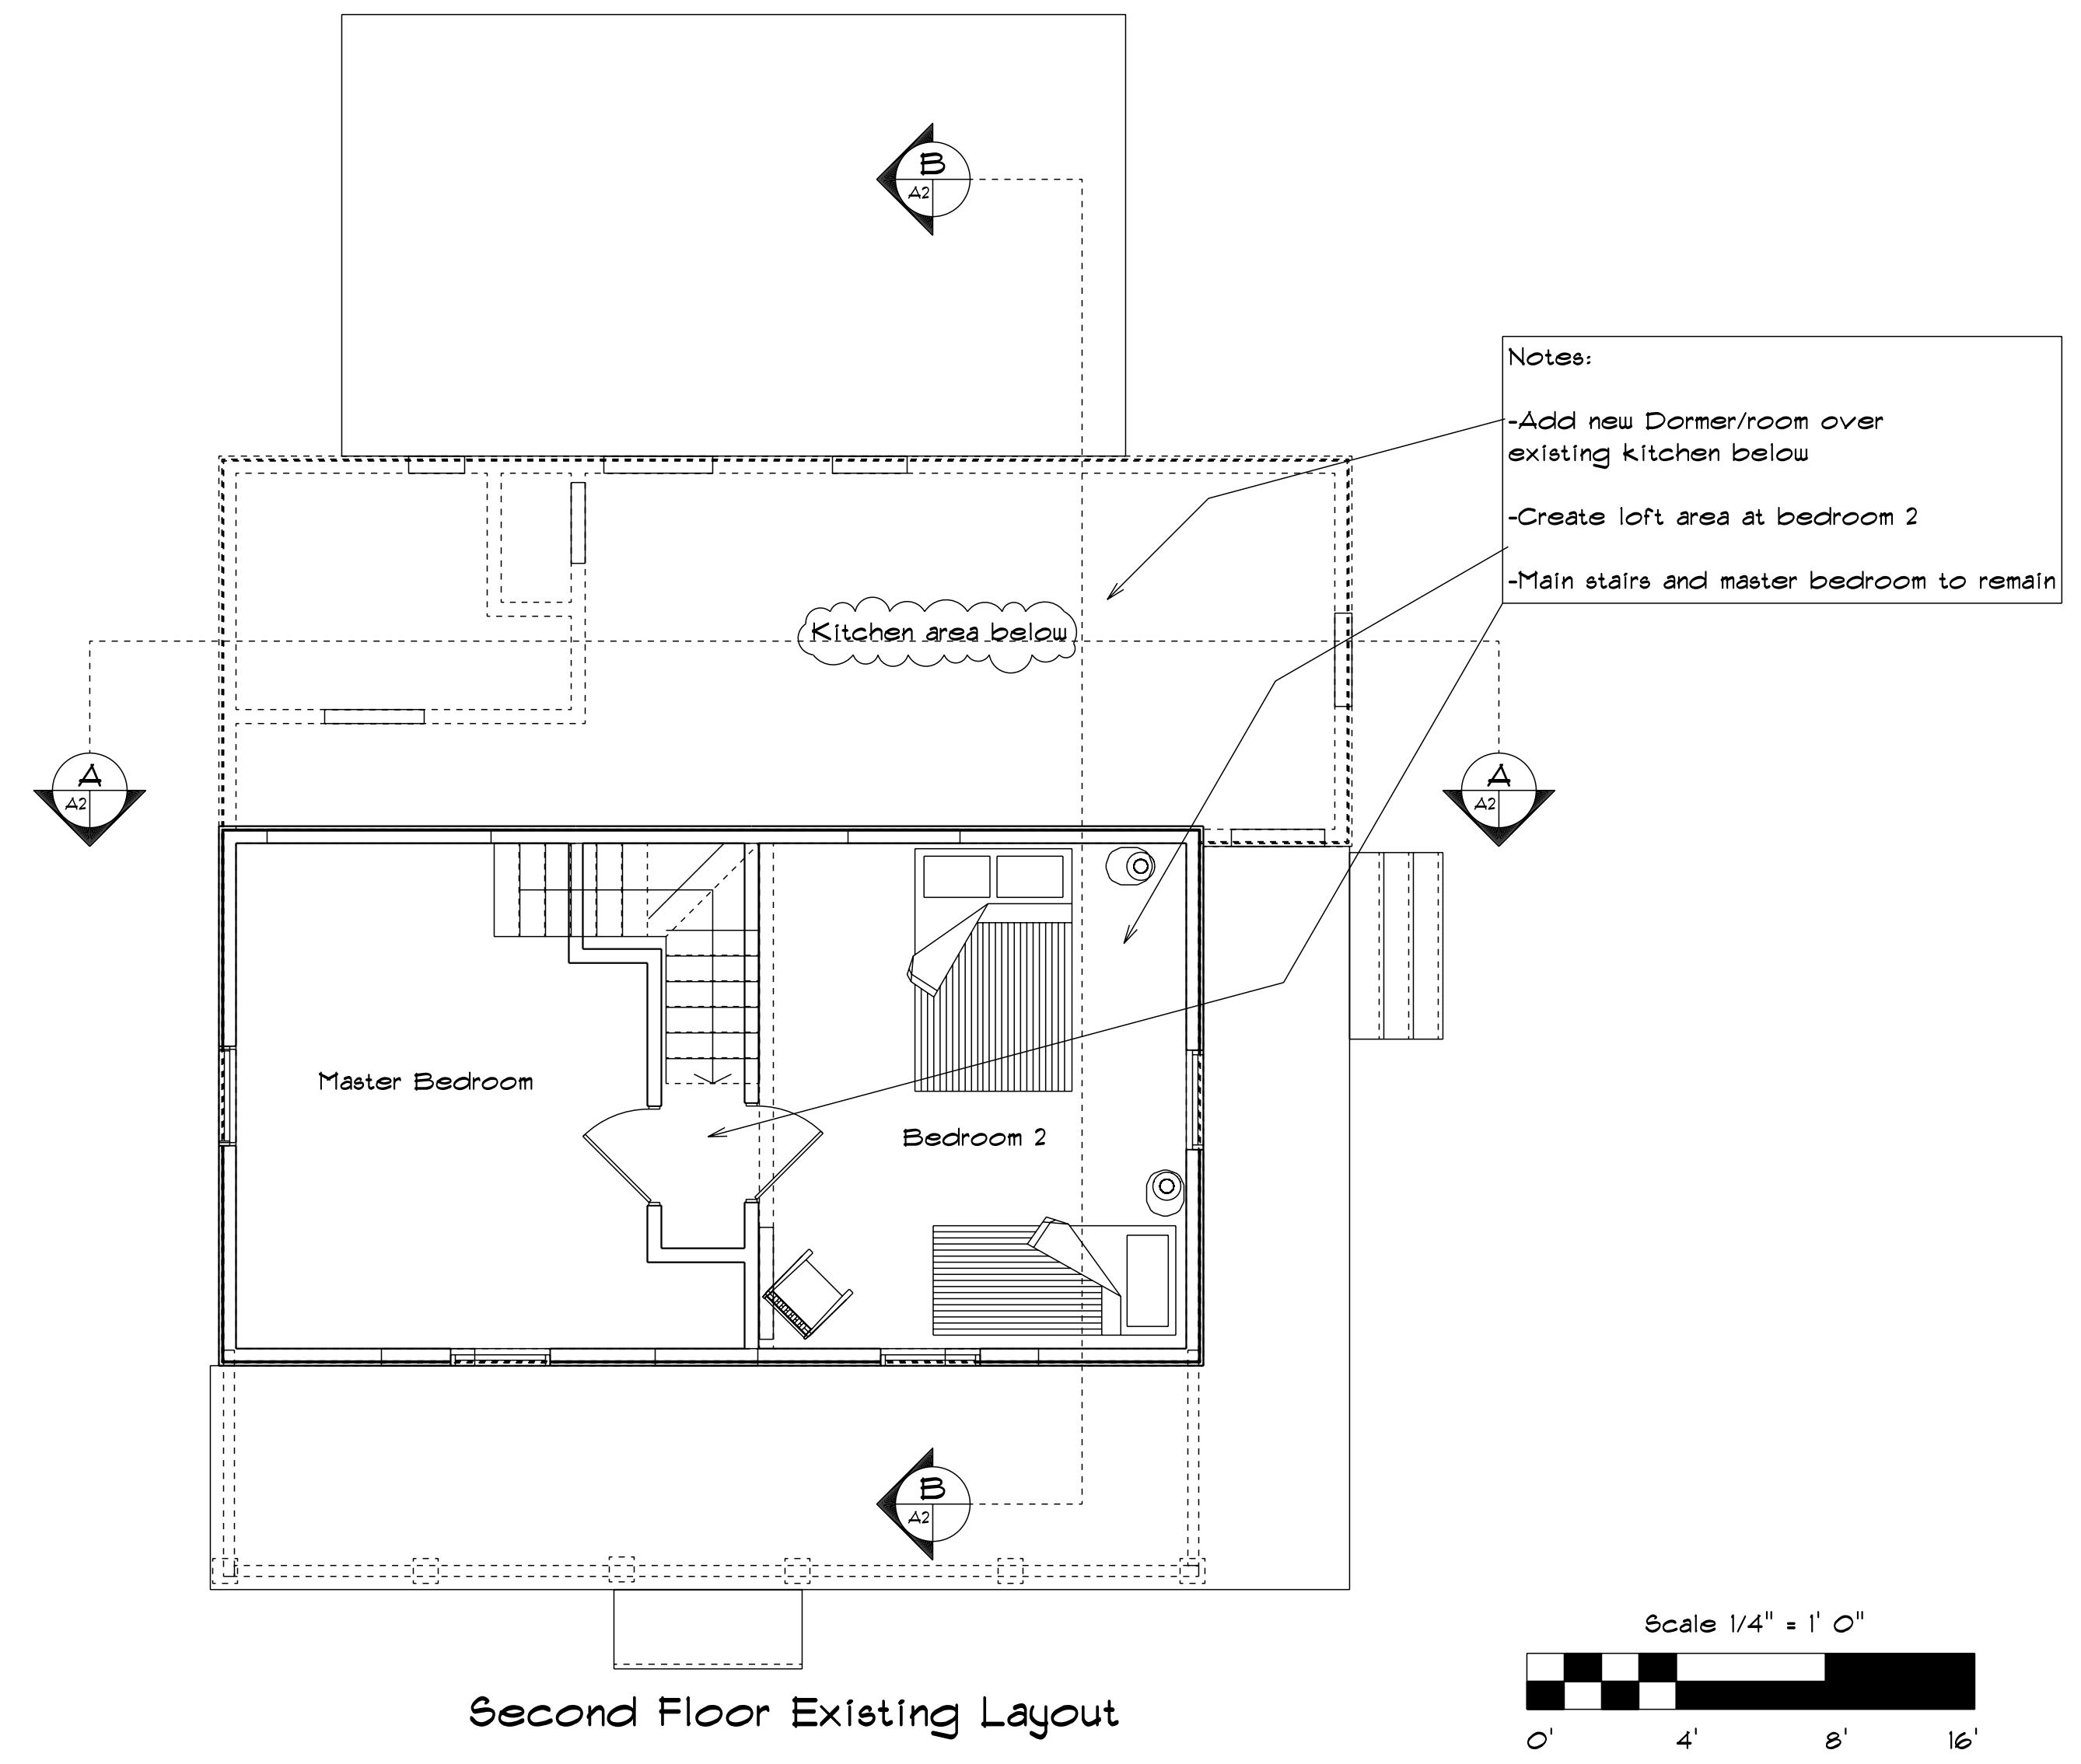 B
A2
Notes:
-Add new Dormer/room over
existing kitchen below
-Create loft area at bedroom 2
-Main stairs and master bedroom to remain
Kitchen area below
A
A2
A
A2
Master Bedroom
Bedroom 2
B
A2
Scale 1/4" = 1' 0"
0' 4' 8' 16'
Second Floor Existing Layout